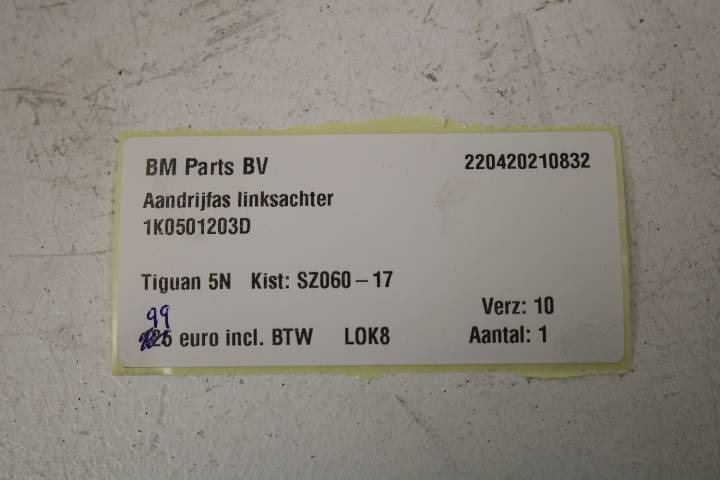 BM Parts BV 220420210832
Aandrijfas linksachter
1K0501203D
Tiguan 5N Kist: SZ060-17
99
Verz: 10
euro incl. BTW LOK8 Aantal: 1